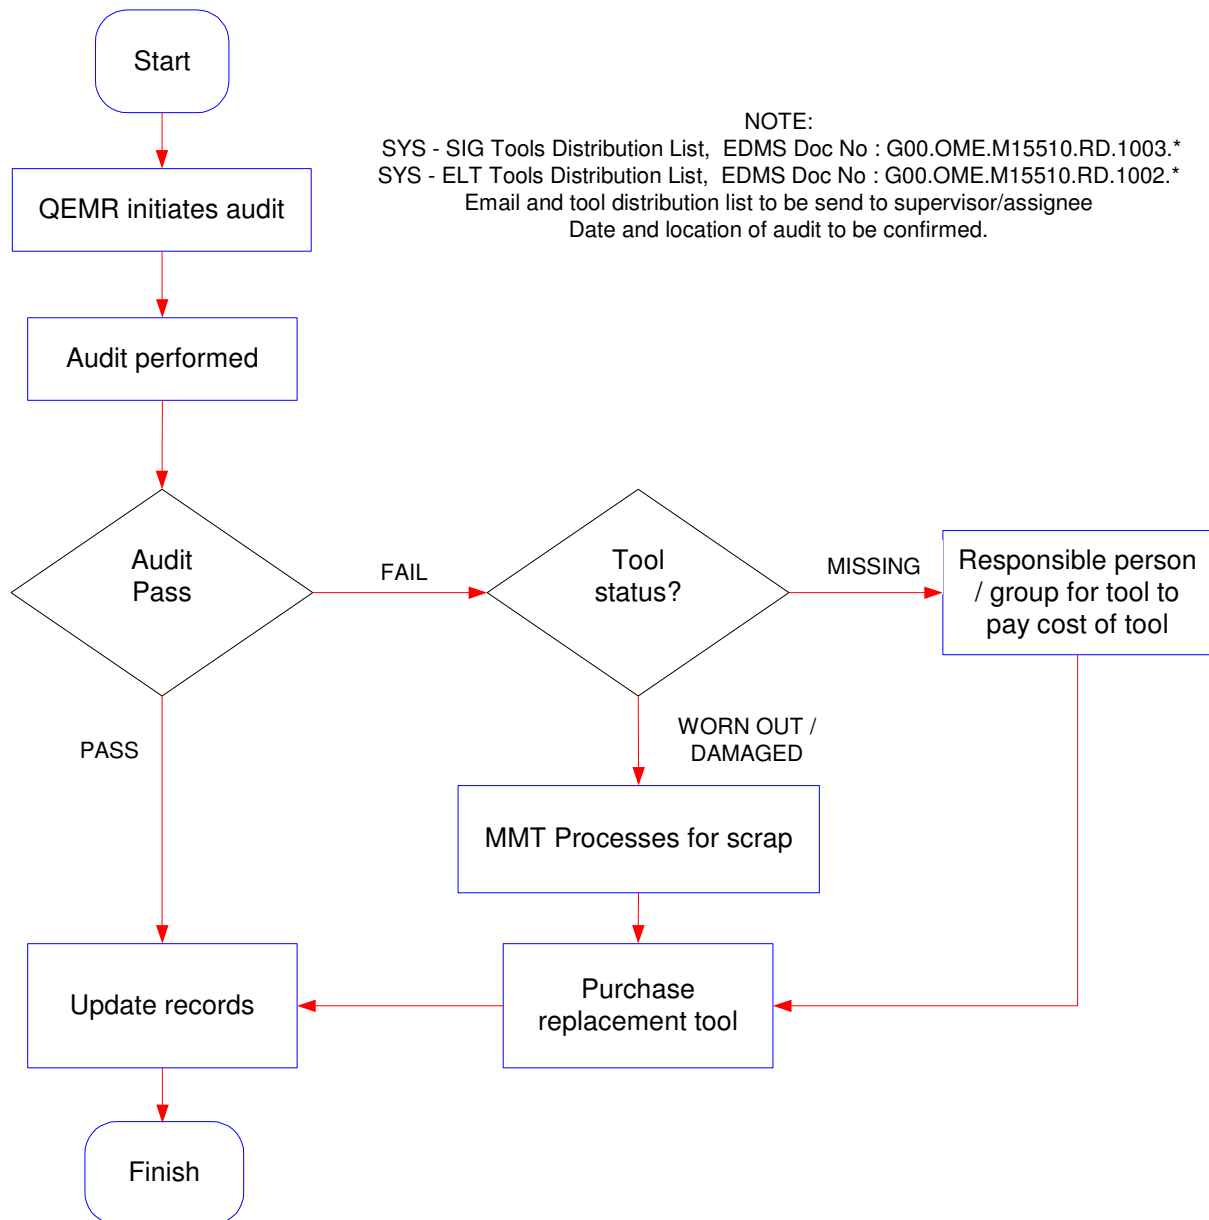 Start
NOTE:
SYS - SIG Tools Distribution List,  EDMS Doc No : G00.OME.M15510.RD.1003.*
SYS - ELT Tools Distribution List,  EDMS Doc No : G00.OME.M15510.RD.1002.*
Email and tool distribution list to be send to supervisor/assignee
Date and location of audit to be confirmed.
QEMR initiates audit
Audit performed
Audit
Pass
FAIL
Tool
status?
MISSING
Responsible person
/ group for tool to
pay cost of tool
PASS
WORN OUT /
DAMAGED
MMT Processes for scrap
Update records
Purchase
replacement tool
Finish